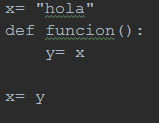 x= "hola"
def funcion():
    y= x
x= y